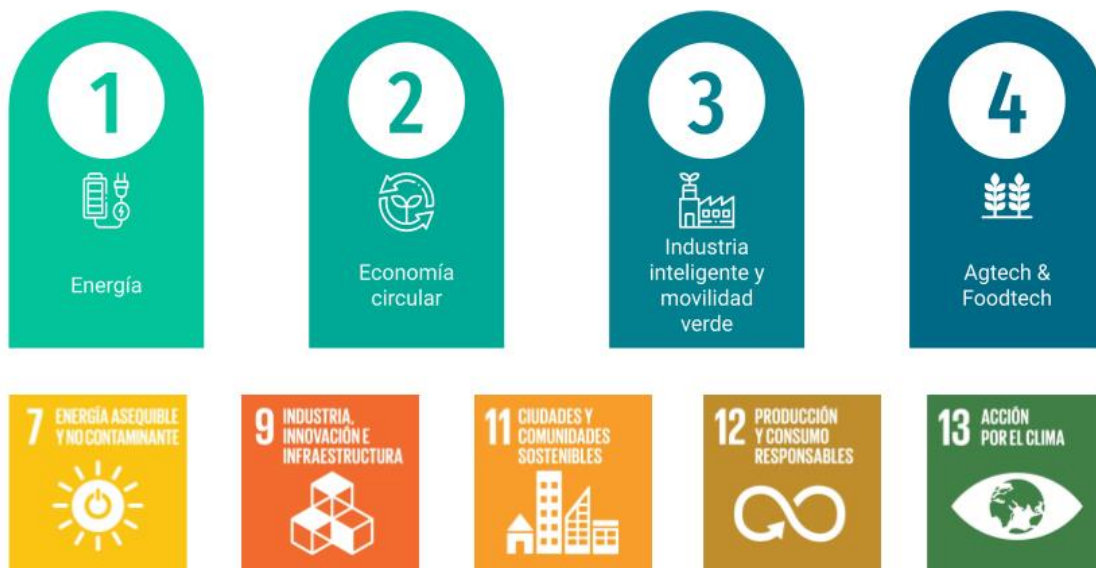 1
2
3
4
Energía
Economía
circular
Industria
inteligente y
movilidad
verde
Agtech &
Foodtech
7 ENERGÍA ASEQUIBLE
Y NO CONTAMINANTE
9 INDUSTRIA,
INNOVACIÓN E
INFRAESTRUCTURA
11 CIUDADES Y
COMUNIDADES
SOSTENIBLES
12 PRODUCCIÓN
Y CONSUMO
RESPONSABLES
13 ACCIÓN
POR EL CLIMA